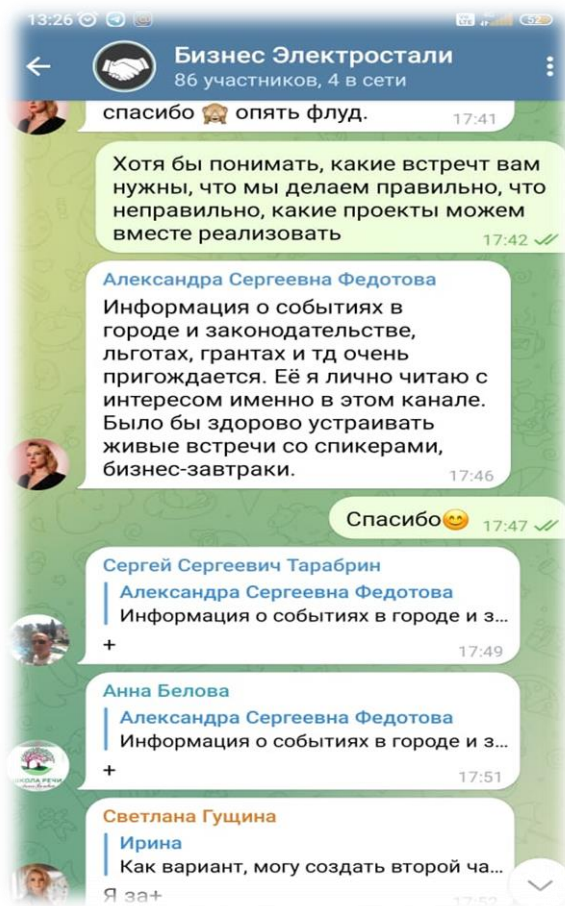 13:26
52
Бизнес Электростали
86 участников, 4 в сети
спасибо 🙈 опять флуд.
17:41
Хотя бы понимать, какие встречт вам
нужны, что мы делаем правильно, что
неправильно, какие проекты можем
вместе реализовать
17:42
Александра Сергеевна Федотова
Информация о событиях в
городе и законодательстве,
льготах, грантах и тд очень
пригождается. Её я лично читаю с
интересом именно в этом канале.
Было бы здорово устраивать
живые встречи со спикерами,
бизнес-завтраки.
17:46
Спасибо😊 17:47
Сергей Сергеевич Тарабрин
Александра Сергеевна Федотова
Информация о событиях в городе и з...
+
17:49
Анна Белова
Александра Сергеевна Федотова
Информация о событиях в городе и з...
+
17:51
ШКОЛА РЕЧИ
Светлана Гущина
Ирина
Как вариант, могу создать второй ча...
Я за+
17:52